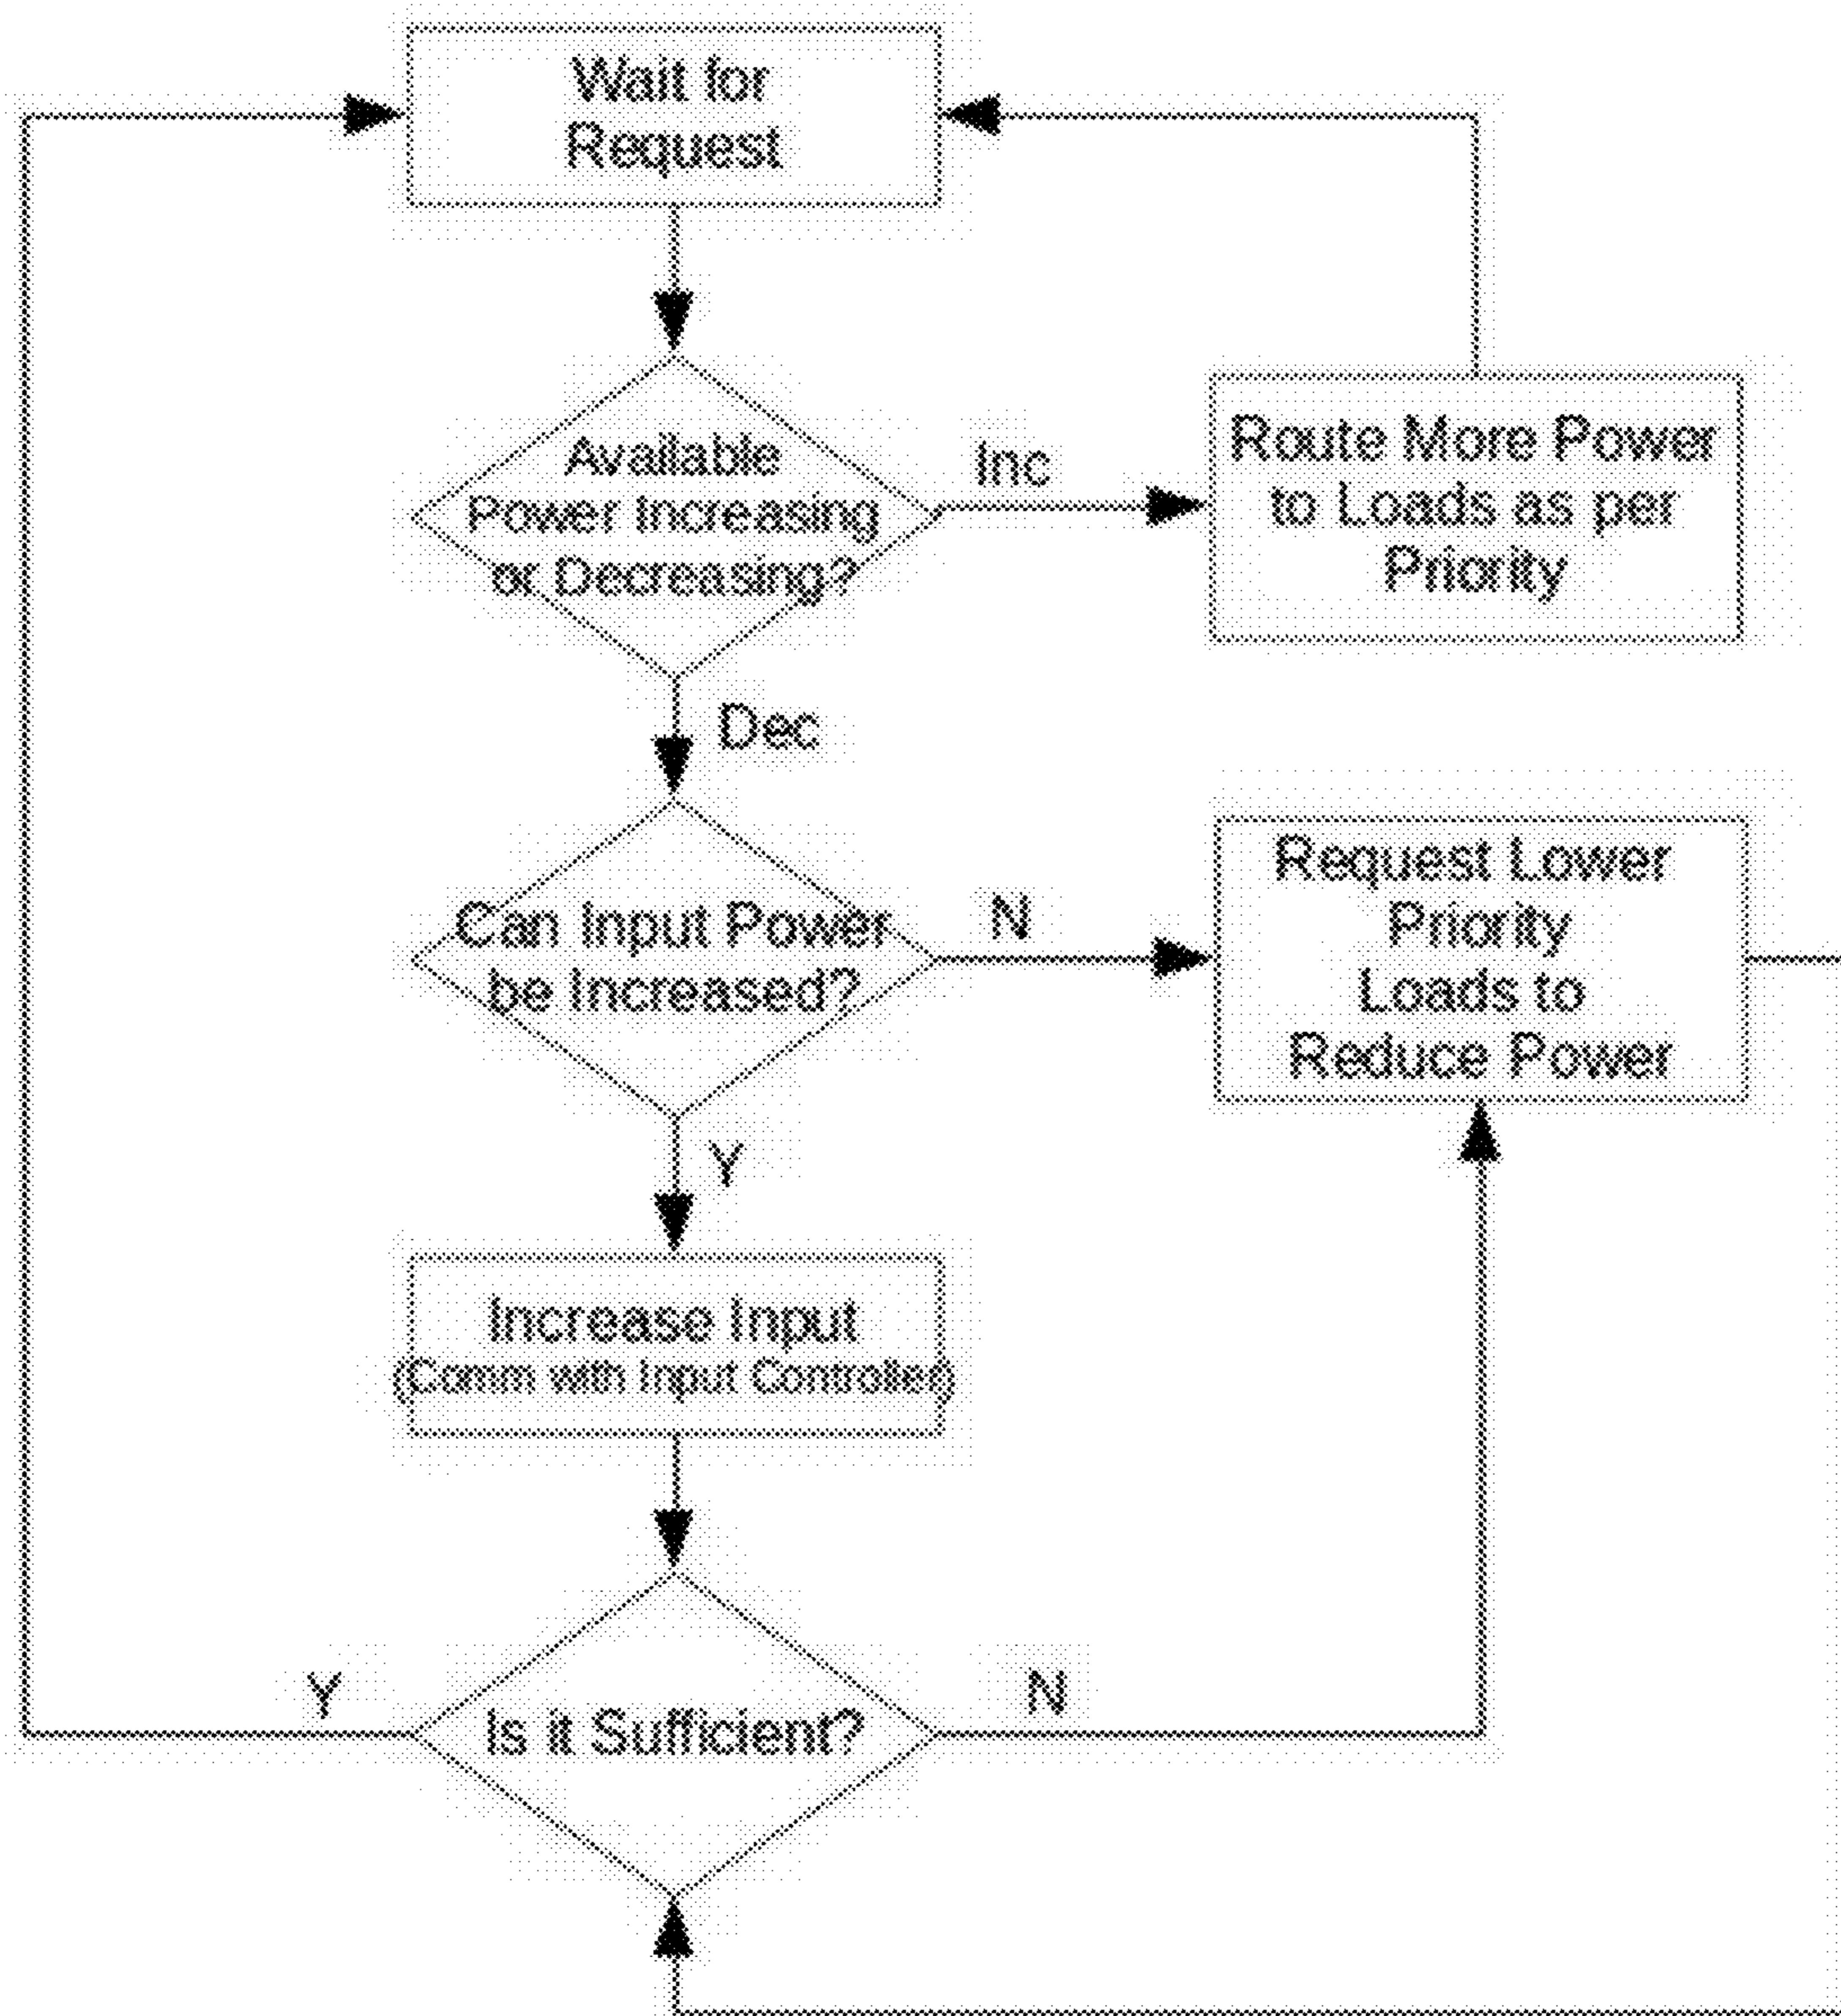 Wait for
Request
Available
Power Increasing
or Decreasing?
Inc
Route More Power
to Loads as per
Priority
Dec
Can Input Power
be Increased?
N
Request Lower
Priority
Loads to
Reduce Power
Y
Increase Input
(Comm with Input Controller)
Y
Is it Sufficient?
N